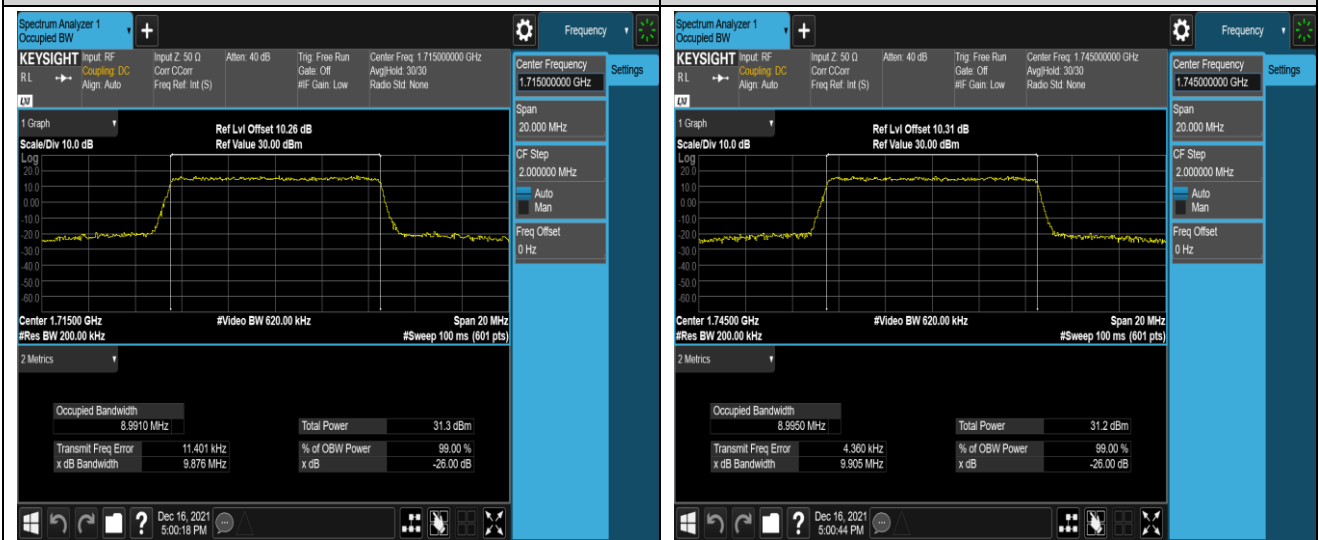 Spectrum Analyzer 1
Occupied BW
+
Frequency
KEYSIGHT
Input: RF
Input Z: 50 Ω
Atten: 40 dB
Trig: Free Run
Center Freq: 1.715000000 GHz
RL
Coupling: DC
Corr CCorr
Gate: Off
Avg|Hold: 30/30
Align: Auto
Freq Ref: Int (S)
#IF Gain: Low
Radio Std: None
LXI
Center Frequency
1.715000000 GHz
Settings
Span
20.000 MHz
CF Step
2.000000 MHz
Auto
Man
Freq Offset
0 Hz
1 Graph
Ref Lvl Offset 10.26 dB
Scale/Div 10.0 dB
Ref Value 30.00 dBm
Log
20.0
10.0
0.00
-10.0
-20.0
-30.0
-40.0
-50.0
-60.0
Center 1.71500 GHz
#Video BW 620.00 kHz
Span 20 MHz
#Res BW 200.00 kHz
#Sweep 100 ms (601 pts)
2 Metrics
Occupied Bandwidth
8.9910 MHz
Total Power 31.3 dBm
Transmit Freq Error 11.401 kHz
% of OBW Power 99.00 %
x dB Bandwidth 9.876 MHz
x dB -26.00 dB
?
Dec 16, 2021
5:00:18 PM
Spectrum Analyzer 1
Occupied BW
+
Frequency
KEYSIGHT
Input: RF
Input Z: 50 Ω
Atten: 40 dB
Trig: Free Run
Center Freq: 1.745000000 GHz
RL
Coupling: DC
Corr CCorr
Gate: Off
Avg|Hold: 30/30
Align: Auto
Freq Ref: Int (S)
#IF Gain: Low
Radio Std: None
LXI
Center Frequency
1.745000000 GHz
Settings
Span
20.000 MHz
CF Step
2.000000 MHz
Auto
Man
Freq Offset
0 Hz
1 Graph
Ref Lvl Offset 10.31 dB
Scale/Div 10.0 dB
Ref Value 30.00 dBm
Log
20.0
10.0
0.00
-10.0
-20.0
-30.0
-40.0
-50.0
-60.0
Center 1.74500 GHz
#Video BW 620.00 kHz
Span 20 MHz
#Res BW 200.00 kHz
#Sweep 100 ms (601 pts)
2 Metrics
Occupied Bandwidth
8.9950 MHz
Total Power 31.2 dBm
Transmit Freq Error 4.360 kHz
% of OBW Power 99.00 %
x dB Bandwidth 9.905 MHz
x dB -26.00 dB
?
Dec 16, 2021
5:00:44 PM